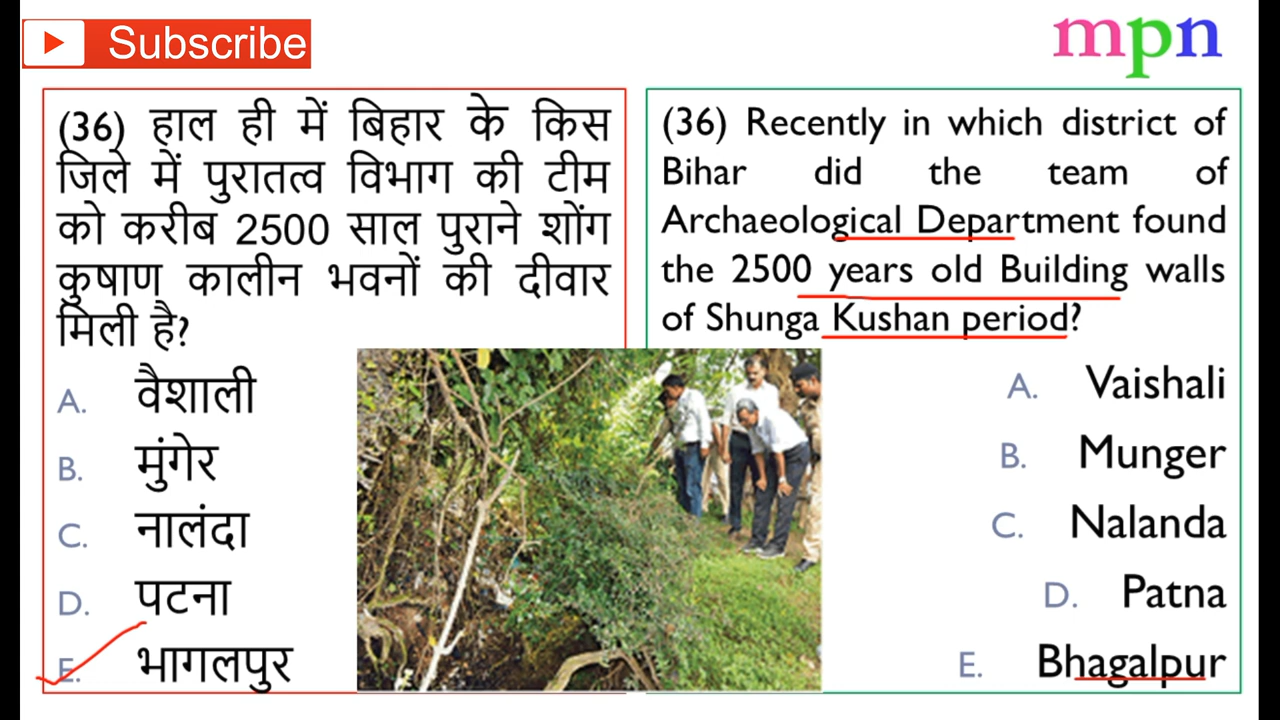 Subscribe
mpn
(36) हाल ही में बिहार के किस
जिले में पुरातत्व विभाग की टीम
को करीब 2500 साल पुराने शोंग
कुषाण कालीन भवनों की दीवार
मिली है?
A. वैशाली
B. मुंगेर
C. नालंदा
D. पटना
E. भागलपुर
(36) Recently in which district of
Bihar did the team of
Archaeological Department found
the 2500 years old Building walls
of Shunga Kushan period?
A. Vaishali
B. Munger
C. Nalanda
D. Patna
E. Bhagalpur